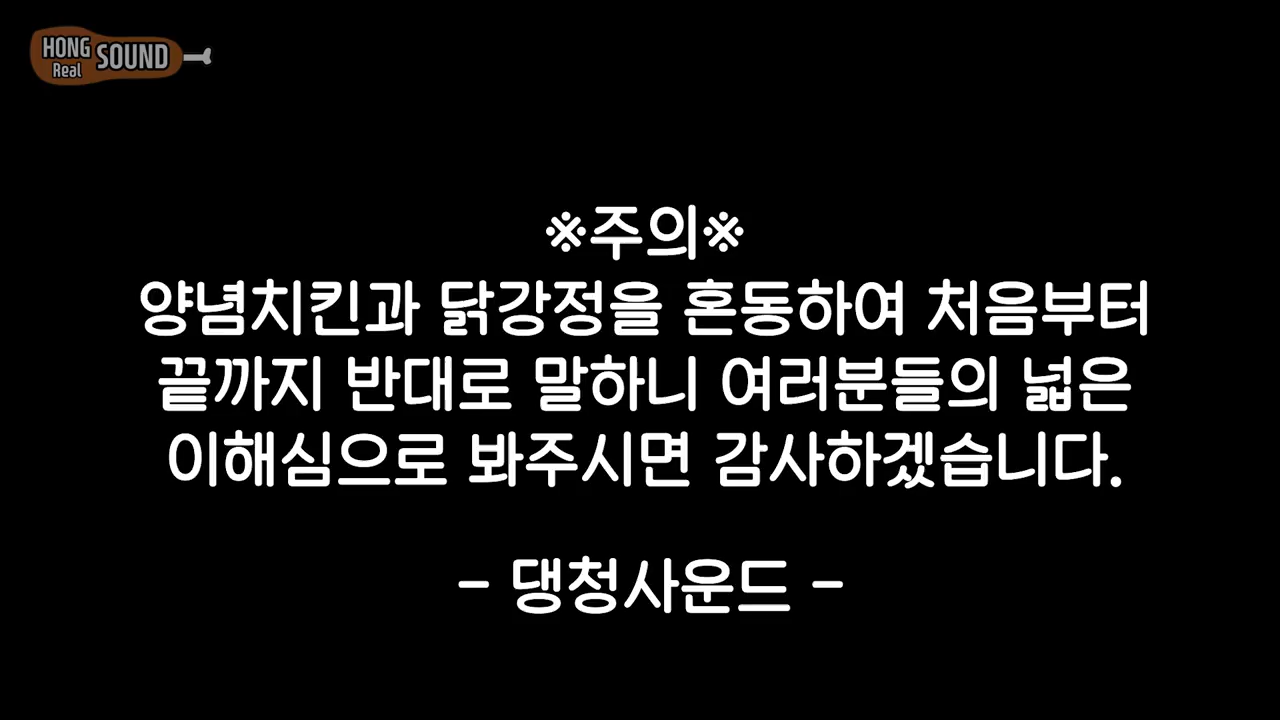 HONG
Real SOUND
※주의※
양념치킨과 닭강정을 혼동하여 처음부터
끝까지 반대로 말하니 여러분들의 넓은
이해심으로 봐주시면 감사하겠습니다.
- 댕청사운드 -